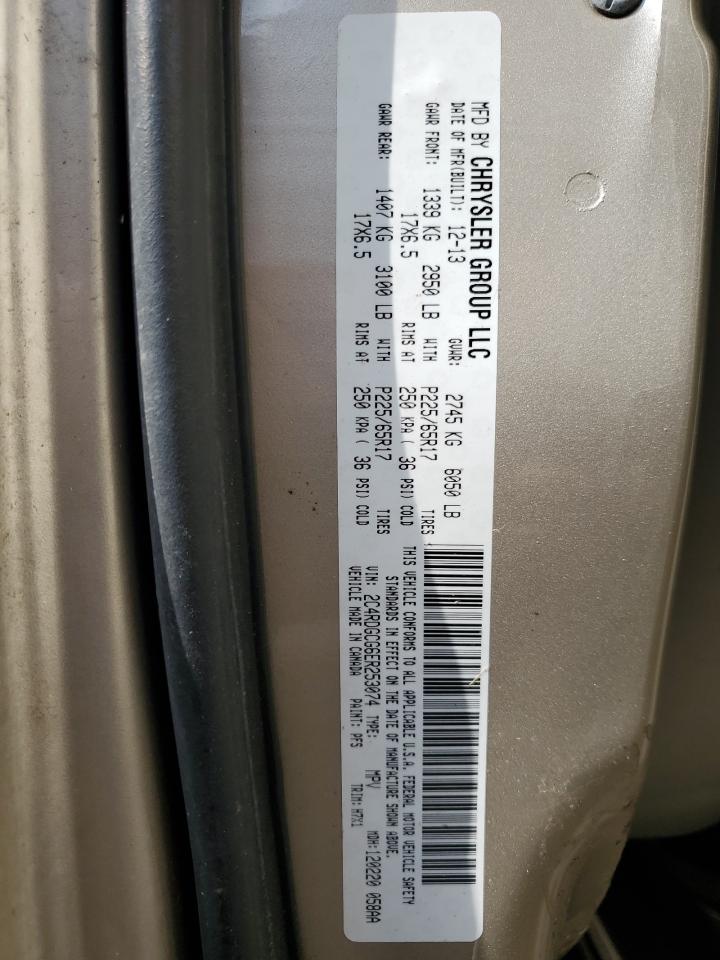 MFD BY CHRYSLER GROUP LLC
DATE OF MFR(BUILT): 12-13 GVWR: 2745 KG 6050 LB
GAWR FRONT: 1339 KG 2950 LB WITH P225/65R17 TIRES
17X6.5 RIMS AT 250 KPA ( 36 PSI) COLD
GAWR REAR: 1407 KG 3100 LB WITH P225/65R17 TIRES
17X6.5 RIMS AT 250 KPA ( 36 PSI) COLD
THIS VEHICLE CONFORMS TO ALL APPLICABLE U.S.A. FEDERAL MOTOR VEHICLE SAFETY
STANDARDS IN EFFECT ON THE DATE OF MANUFACTURE SHOWN ABOVE.
VIN: 2C4RDGCG6ER253074 TYPE: MPV MDH:120220 058AA
VEHICLE MADE IN CANADA PAINT: PFS TRIM: H7X1